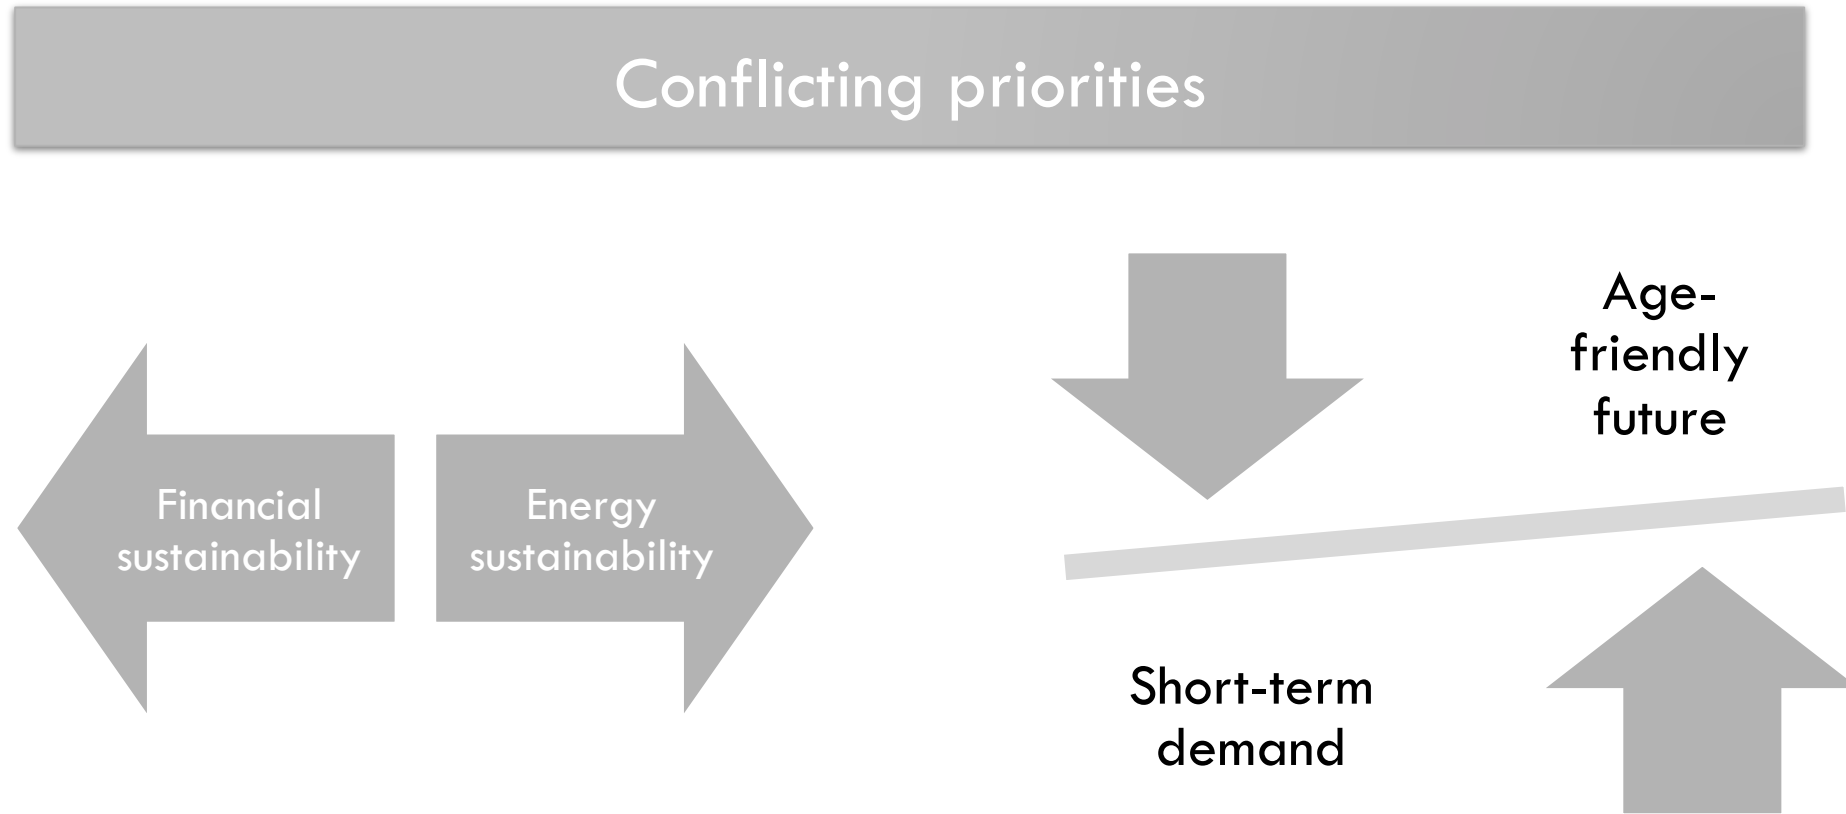 Conflicting priorities
Financial
sustainability
Energy
sustainability
Age-
friendly
future
Short-term
demand